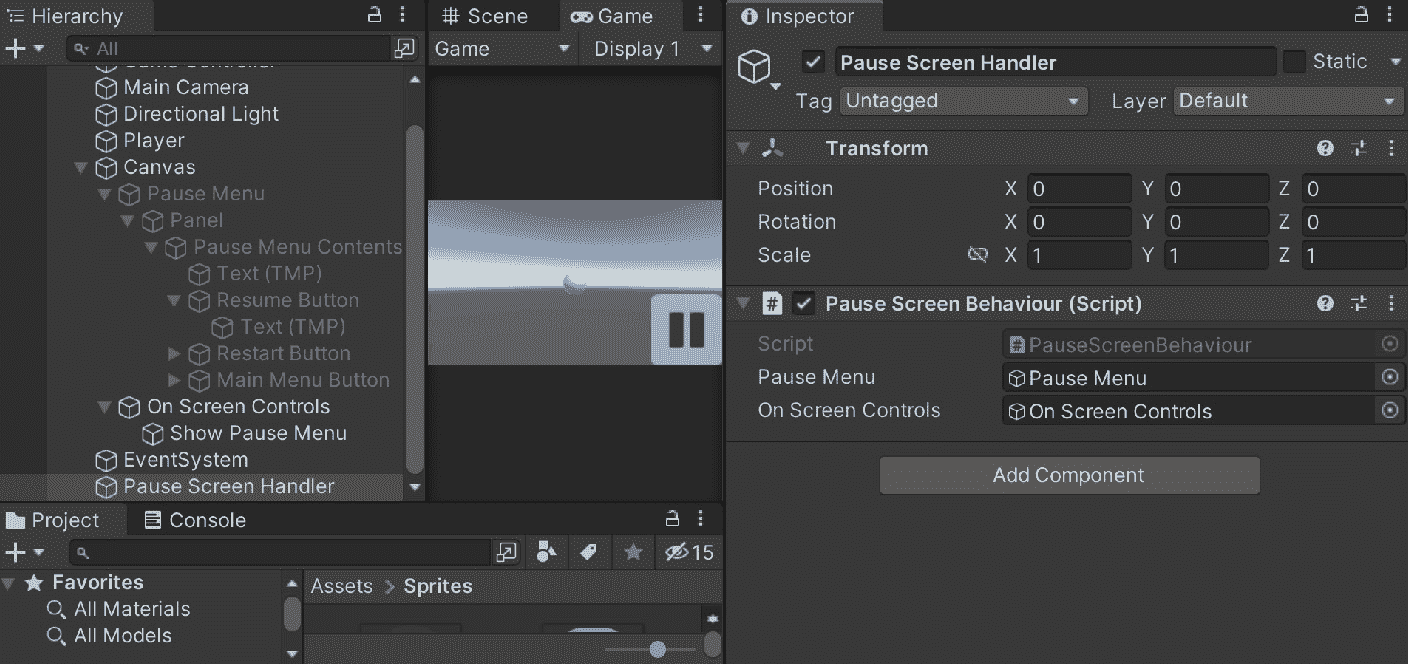 Hierarchy
All
Main Camera
Directional Light
Player
Canvas
Pause Menu
Panel
Pause Menu Contents
Text (TMP)
Resume Button
Text (TMP)
Restart Button
Main Menu Button
On Screen Controls
Show Pause Menu
EventSystem
Pause Screen Handler
Scene
Game
Game
Display 1
Inspector
Pause Screen Handler
Static
Tag Untagged
Layer Default
Transform
Position X 0 Y 0 Z 0
Rotation X 0 Y 0 Z 0
Scale X 1 Y 1 Z 1
# Pause Screen Behaviour (Script)
Script PauseScreenBehaviour
Pause Menu Pause Menu
On Screen Controls On Screen Controls
Add Component
Project
Console
15
Favorites
All Materials
All Models
Assets > Sprites